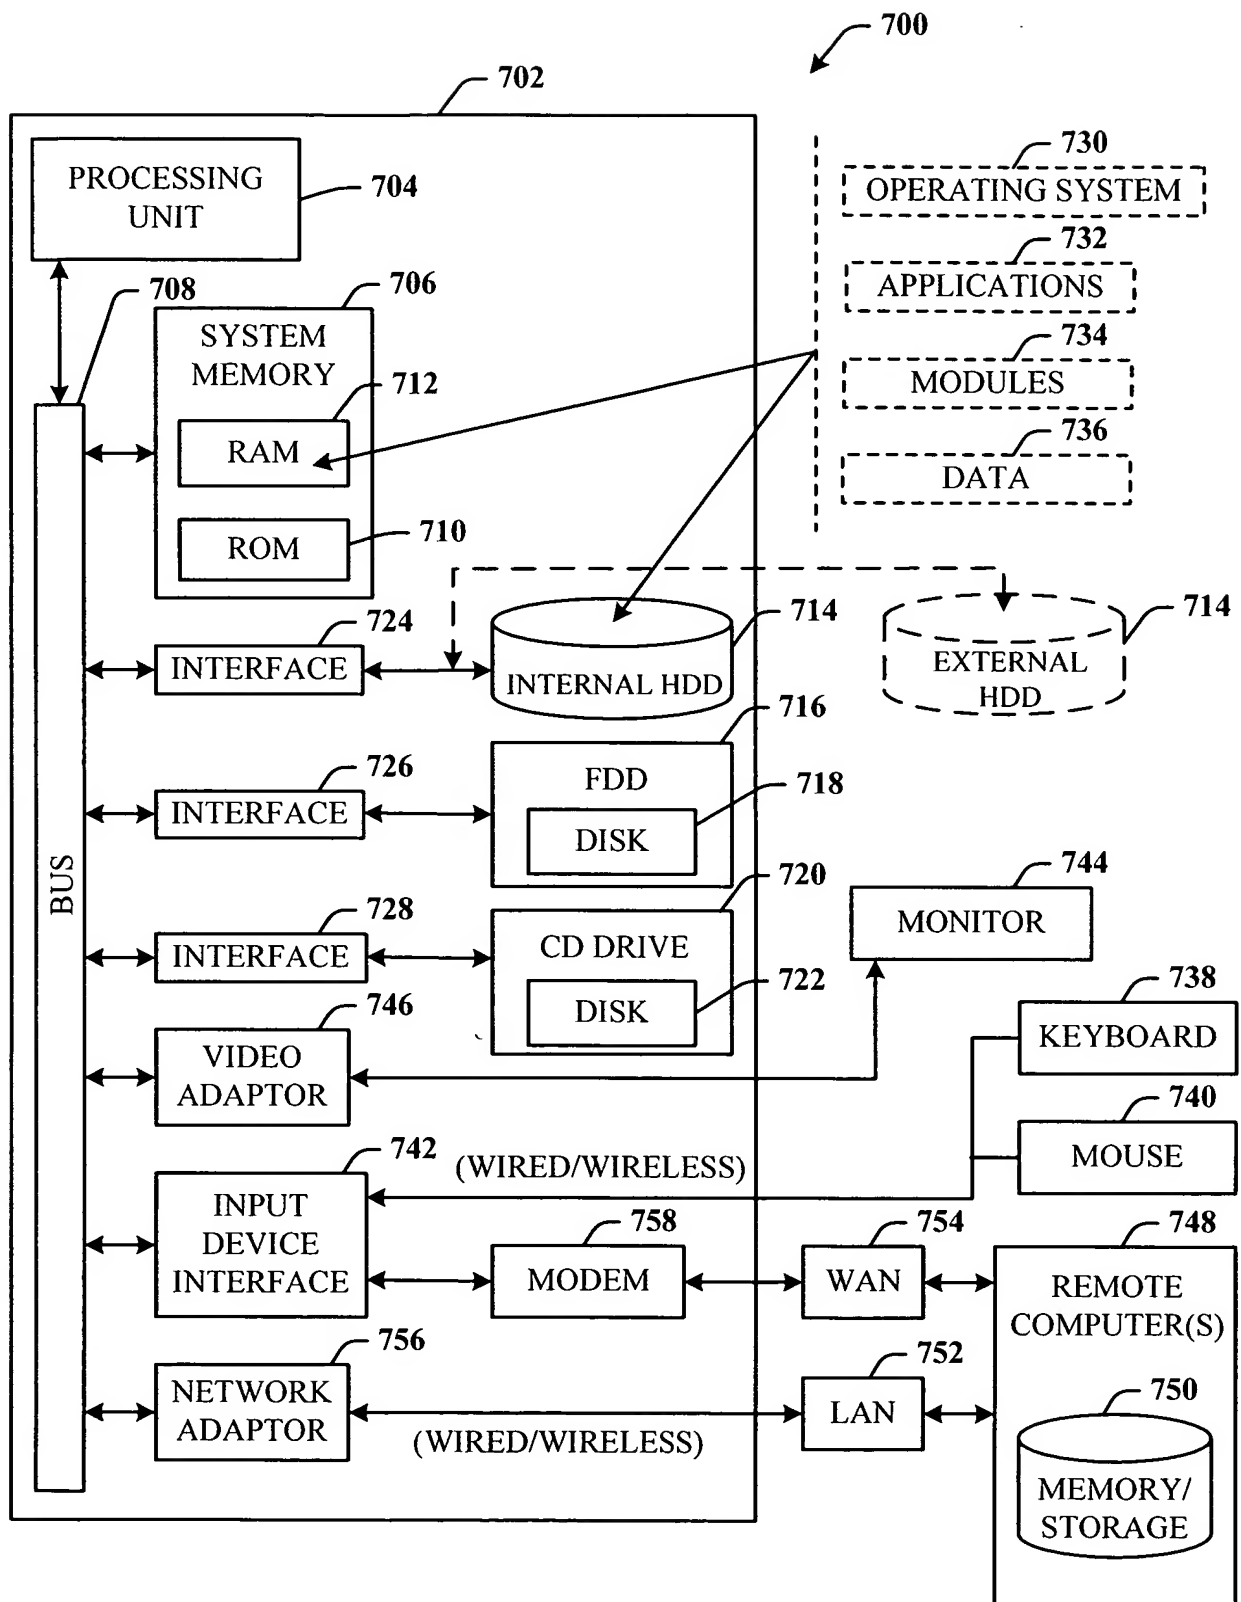 700
702
PROCESSING
UNIT
704
730
OPERATING SYSTEM
732
APPLICATIONS
734
MODULES
736
DATA
708
706
SYSTEM
MEMORY
712
RAM
710
ROM
724
INTERFACE
714
INTERNAL HDD
714
EXTERNAL
HDD
716
FDD
726
INTERFACE
718
DISK
BUS
720
CD DRIVE
728
INTERFACE
722
DISK
744
MONITOR
738
KEYBOARD
746
VIDEO
ADAPTOR
740
MOUSE
742
(WIRED/WIRELESS)
INPUT
DEVICE
INTERFACE
758
MODEM
754
WAN
748
REMOTE
COMPUTER(S)
756
NETWORK
ADAPTOR
(WIRED/WIRELESS)
752
LAN
750
MEMORY/
STORAGE